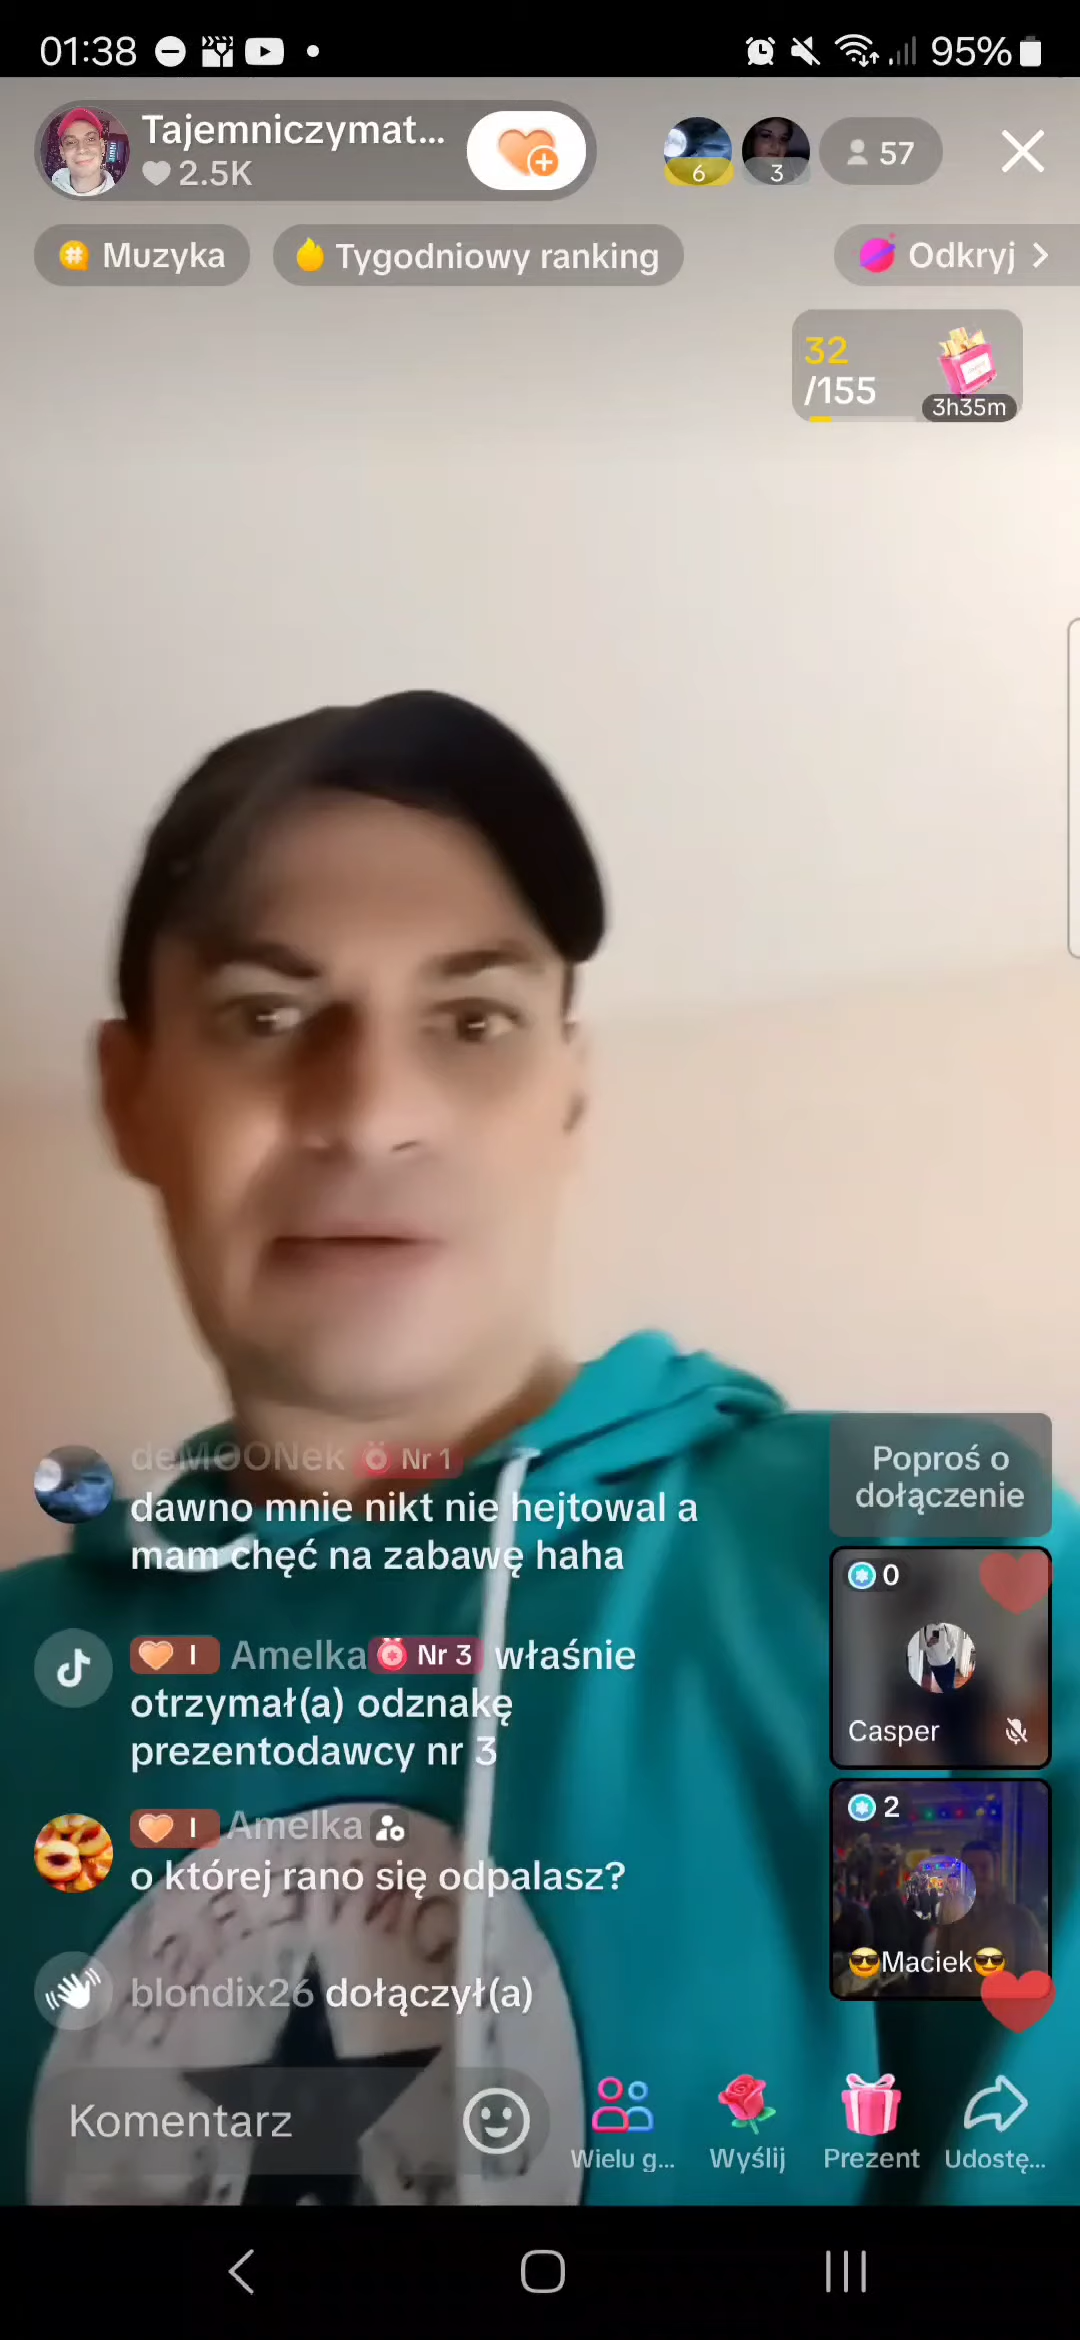 01:38 95%
Tajemniczymat...
2.5K
6 3 57
Muzyka Tygodniowy ranking Odkryj
32
/155
3h35m
deMOONek Nr 1
dawno mnie nikt nie hejtowal a
mam chęć na zabawę haha
Poproś o
dołączenie
0
Casper
I Amelka Nr 3 właśnie
otrzymał(a) odznakę
prezentodawcy nr 3
2
😎Maciek😎
I Amelka
o której rano się odpalasz?
blondix26 dołączył(a)
CONVERSE
Komentarz
Wielu g... Wyślij Prezent Udostę...